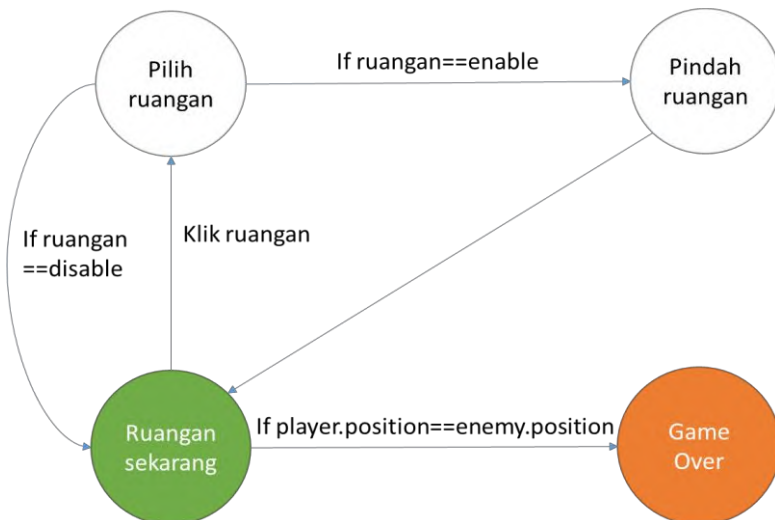 Pilih
ruangan
If ruangan==enable
Pindah
ruangan
If ruangan
==disable
Klik ruangan
Ruangan
sekarang
If player.position==enemy.position
Game
Over